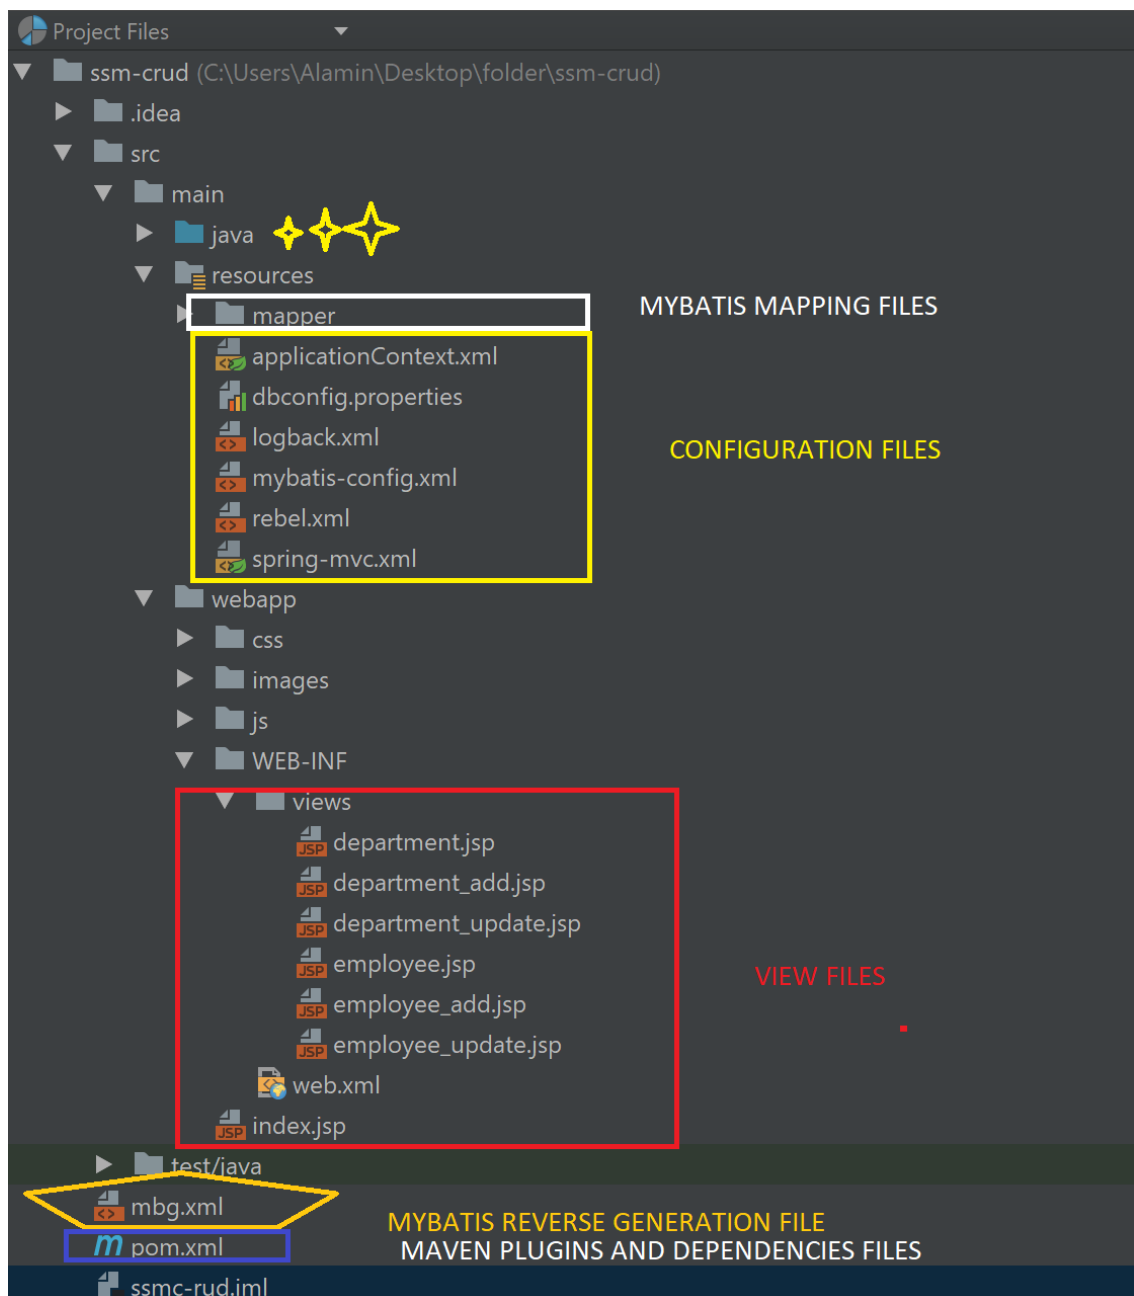 Project Files
ssm-crud (C:\Users\Alamin\Desktop\folder\ssm-crud)
.idea
src
main
java
resources
mapper
MYBATIS MAPPING FILES
applicationContext.xml
dbconfig.properties
logback.xml
CONFIGURATION FILES
mybatis-config.xml
rebel.xml
spring-mvc.xml
webapp
css
images
js
WEB-INF
views
department.jsp
department_add.jsp
department_update.jsp
employee.jsp
VIEW FILES
employee_add.jsp
employee_update.jsp
web.xml
index.jsp
test/java
mbg.xml
MYBATIS REVERSE GENERATION FILE
pom.xml
MAVEN PLUGINS AND DEPENDENCIES FILES
ssmc-rud.iml